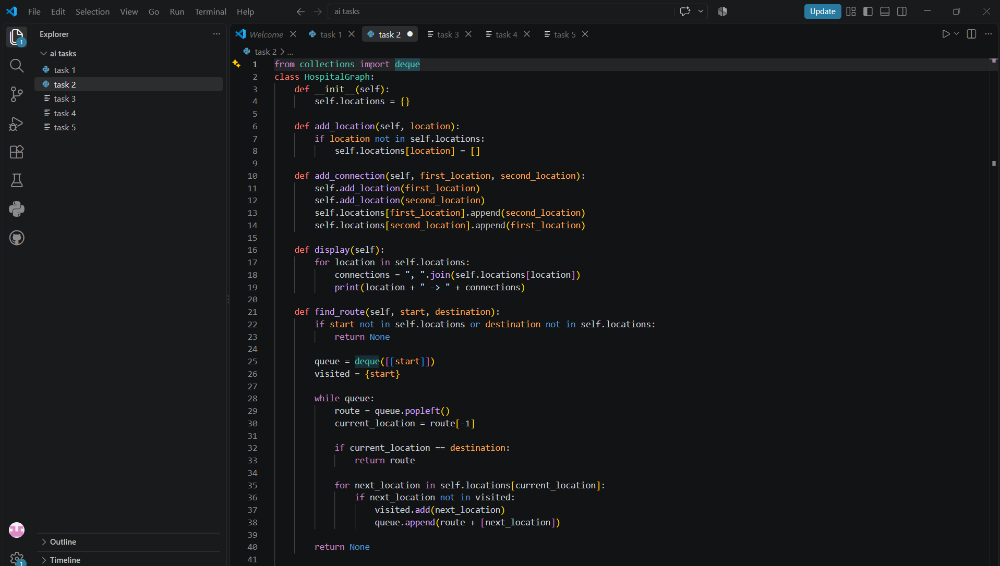 File Edit Selection View Go Run Terminal Help
ai tasks
Update
1
Explorer
ai tasks
task 1
task 2
task 3
task 4
task 5
Outline
Timeline
1
Welcome
task 1
task 2
task 3
task 4
task 5
task 2 > ...
1 from collections import deque
2 class HospitalGraph:
3     def __init__(self):
4         self.locations = {}
5
6     def add_location(self, location):
7         if location not in self.locations:
8             self.locations[location] = []
9
10     def add_connection(self, first_location, second_location):
11         self.add_location(first_location)
12         self.add_location(second_location)
13         self.locations[first_location].append(second_location)
14         self.locations[second_location].append(first_location)
15
16     def display(self):
17         for location in self.locations:
18             connections = ", ".join(self.locations[location])
19             print(location + " -> " + connections)
20
21     def find_route(self, start, destination):
22         if start not in self.locations or destination not in self.locations:
23             return None
24
25         queue = deque([[start]])
26         visited = {start}
27
28         while queue:
29             route = queue.popleft()
30             current_location = route[-1]
31
32             if current_location == destination:
33                 return route
34
35             for next_location in self.locations[current_location]:
36                 if next_location not in visited:
37                     visited.add(next_location)
38                     queue.append(route + [next_location])
39
40         return None
41